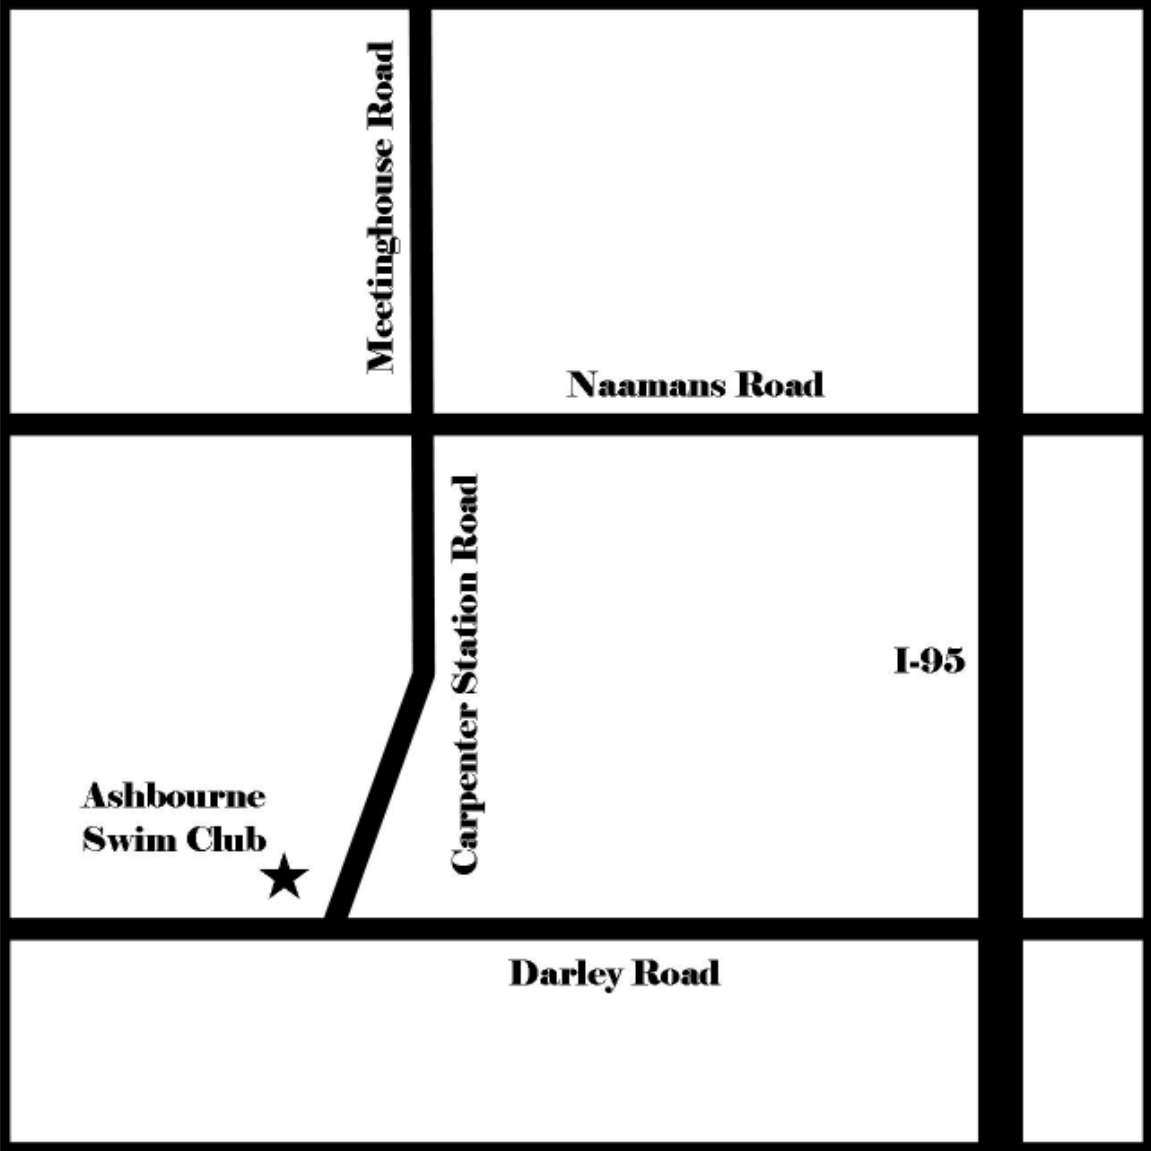 Meetinghouse Road
Naamans Road
Carpenter Station Road
I-95
Ashbourne
Swim Club
Darley Road